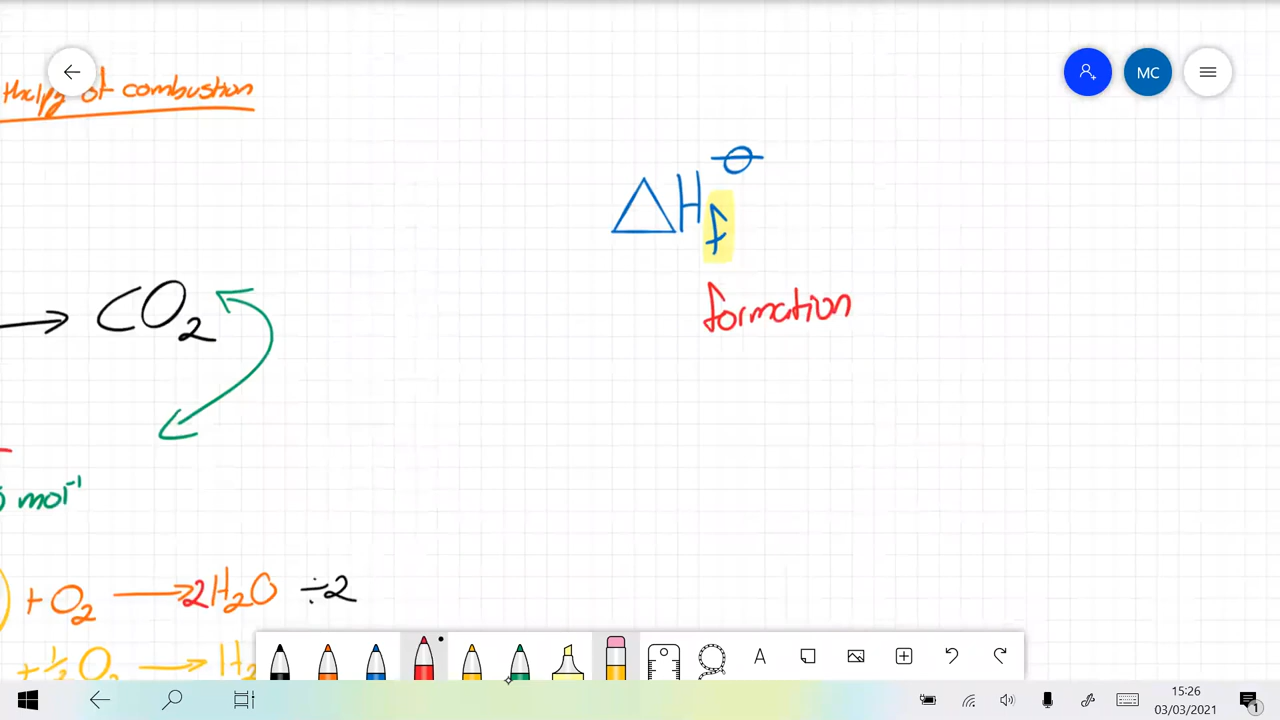 thalpy of combustion
MC
ΔH⦵f
formation
→ CO₂
mol⁻¹
+ O₂ → 2H₂O ÷2
+ ½O₂ → H₂
A
15:26
03/03/2021
1